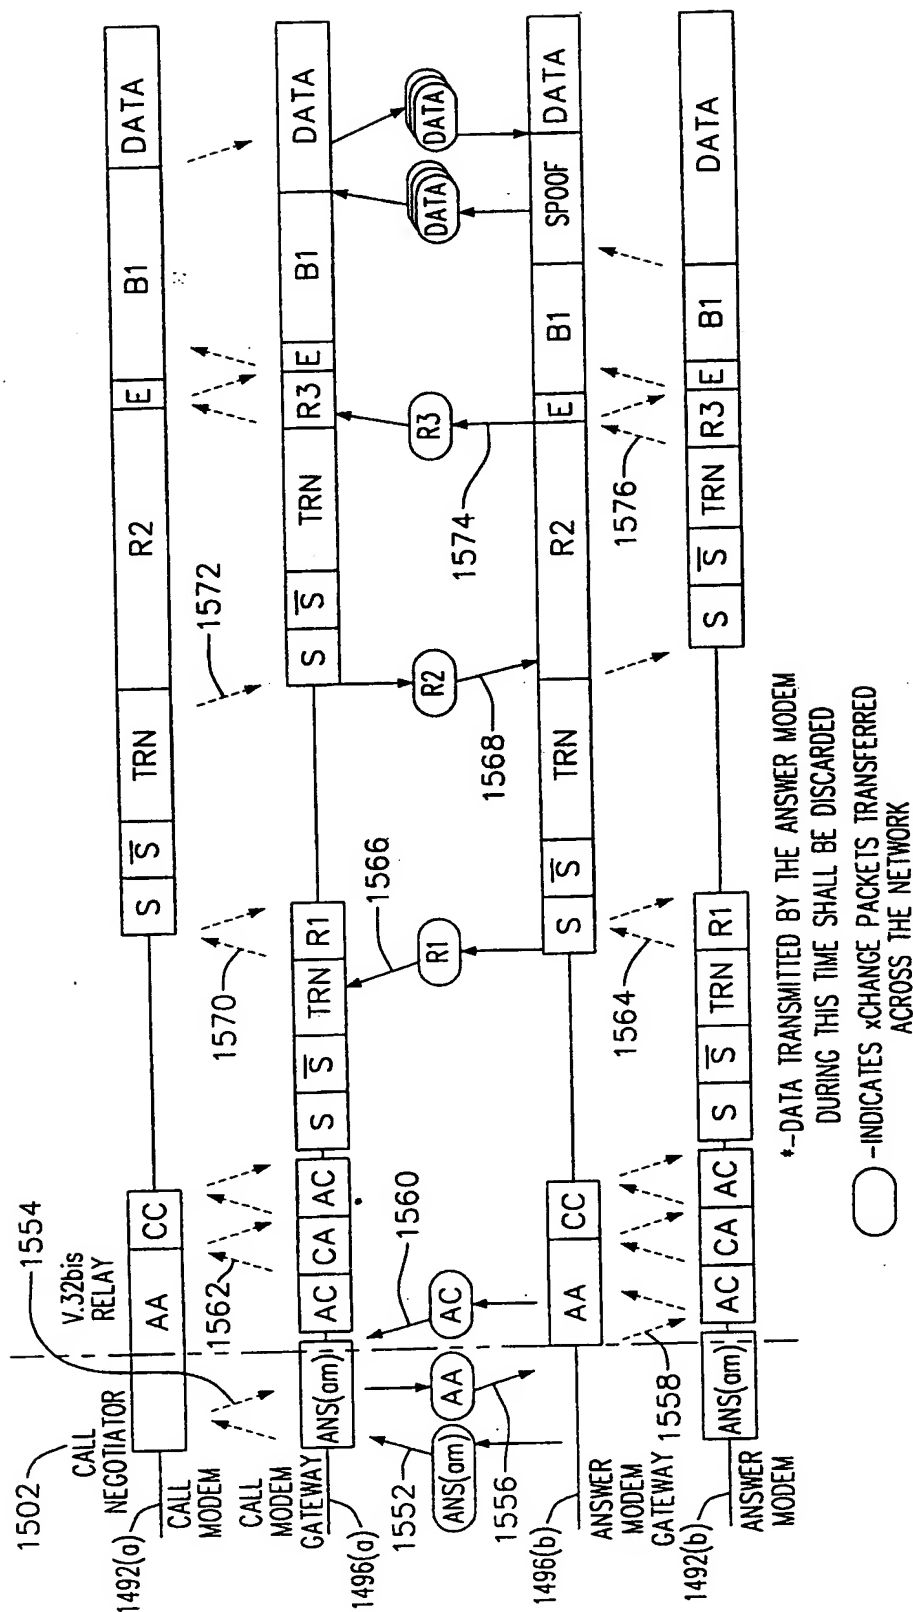 1502
CALL
NEGOTIATOR
V.32bis
RELAY
1554
1492(a)
CALL
MODEM
AA
CC
S
S̅
TRN
R2
E
B1
DATA
1562
1570
1572
CALL
MODEM
GATEWAY
1496(a)
ANS(am)
AC
CA
AC
S
S̅
TRN
R1
S
S̅
TRN
R3
E
B1
DATA
1552
ANS(am)
AA
1556
AC
1560
R1
1566
R2
1568
R3
1574
DATA
DATA
1496(b)
ANSWER
MODEM
GATEWAY
AA
CC
S
S̅
TRN
R2
E
B1
SPOOF
DATA
1558
1564
1576
1492(b)
ANSWER
MODEM
ANS(am)
AC
CA
AC
S
S̅
TRN
R1
S
S̅
TRN
R3
E
B1
DATA
*-DATA TRANSMITTED BY THE ANSWER MODEM
DURING THIS TIME SHALL BE DISCARDED
-INDICATES xCHANGE PACKETS TRANSFERRED
ACROSS THE NETWORK